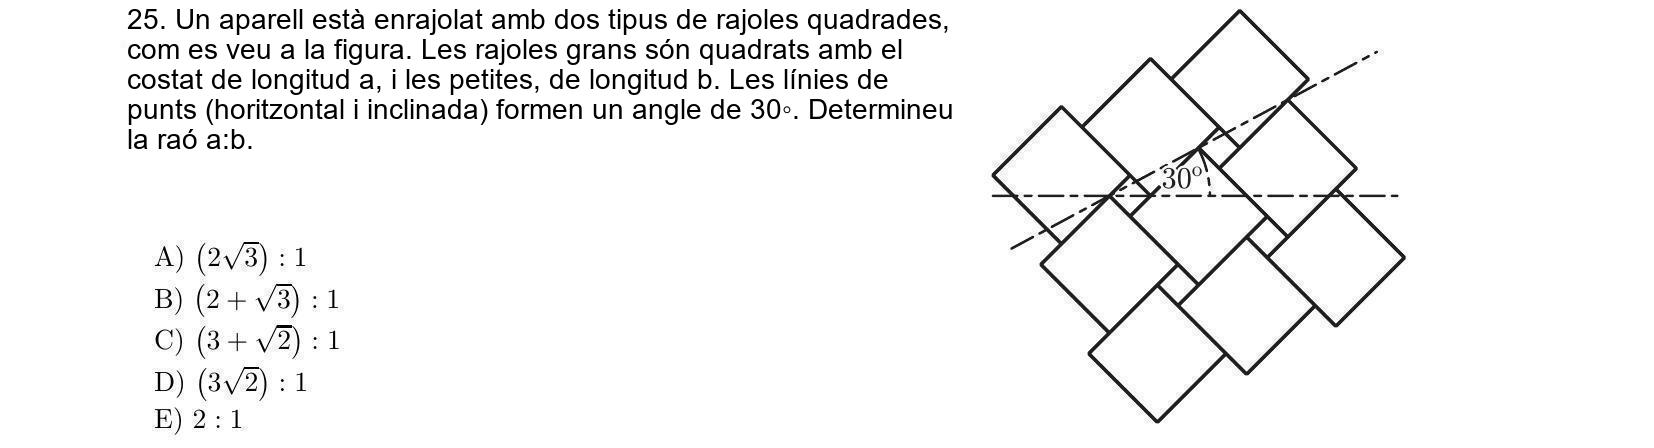 25. Un aparell està enrajolat amb dos tipus de rajoles quadrades,
com es veu a la figura. Les rajoles grans són quadrats amb el
costat de longitud a, i les petites, de longitud b. Les línies de
punts (horitzontal i inclinada) formen un angle de 30◦. Determineu
la raó a:b.
30º
A) (2√3) : 1
B) (2 + √3) : 1
C) (3 + √2) : 1
D) (3√2) : 1
E) 2 : 1